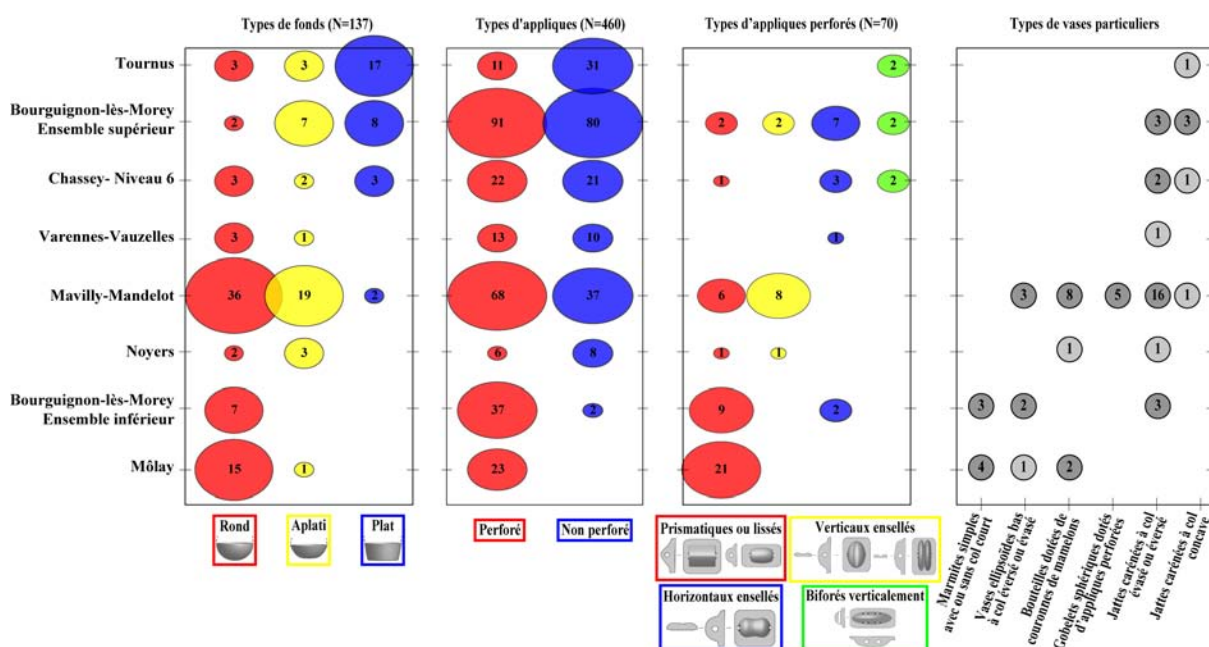 Types de fonds (N=137)
Types d'appliques (N=460)
Types d'appliques perforés (N=70)
Types de vases particuliers
Tournus
3
3
17
11
31
2
1
Bourguignon-lès-Morey
Ensemble supérieur
2
7
8
91
80
2
2
7
2
3
3
Chassey- Niveau 6
3
2
3
22
21
1
3
2
2
1
Varennes-Vauzelles
3
1
13
10
1
1
Mavilly-Mandelot
36
19
2
68
37
6
8
3
8
5
16
1
Noyers
2
3
6
8
1
1
1
1
Bourguignon-lès-Morey
Ensemble inférieur
7
37
2
9
2
3
2
3
Môlay
15
1
23
21
4
1
2
Rond
Aplati
Plat
Perforé
Non perforé
Prismatiques ou lissés
Verticaux ensellés
Horizontaux ensellés
Biforés verticalement
Marmites simples
avec ou sans col court
Vases ellipsoïdes bas
à col éversé ou évasé
Bouteilles dotées de
couronnes de mamelons
Gobelets sphériques dotés
d'appliques perforées
Jattes carénées à col
évasé ou éversé
Jattes carénées à col
concave